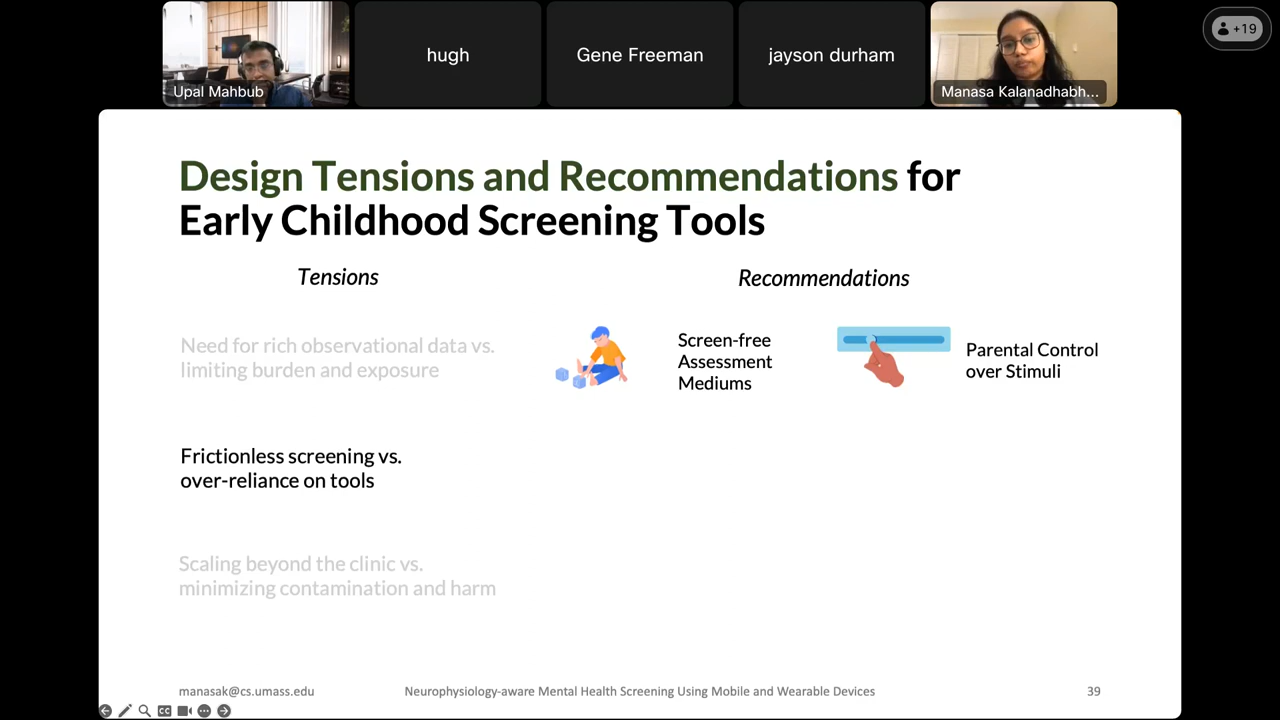 Upal Mahbub
hugh
Gene Freeman
jayson durham
Manasa Kalanadhabh...
+19
Design Tensions and Recommendations for
Early Childhood Screening Tools
Tensions
Recommendations
Need for rich observational data vs.
limiting burden and exposure
Screen-free
Assessment
Mediums
Parental Control
over Stimuli
Frictionless screening vs.
over-reliance on tools
Scaling beyond the clinic vs.
minimizing contamination and harm
manasak@cs.umass.edu
Neurophysiology-aware Mental Health Screening Using Mobile and Wearable Devices
39
CC